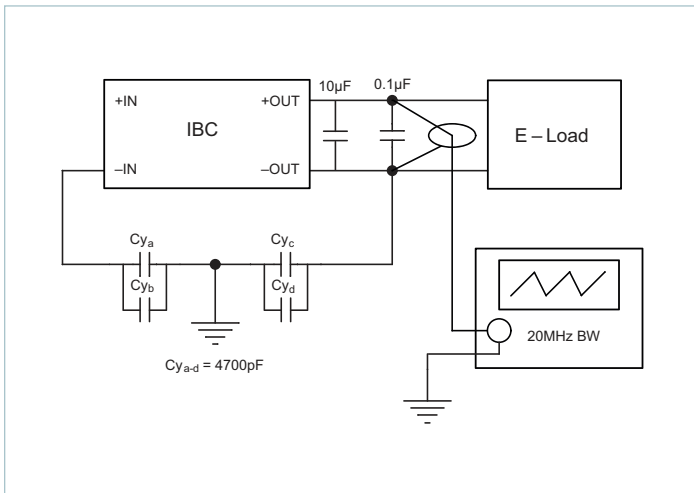 10µF
0.1µF
+IN
+OUT
IBC
E – Load
–IN
–OUT
Cya
Cyc
Cyb
Cyd
20MHz BW
Cya-d = 4700pF